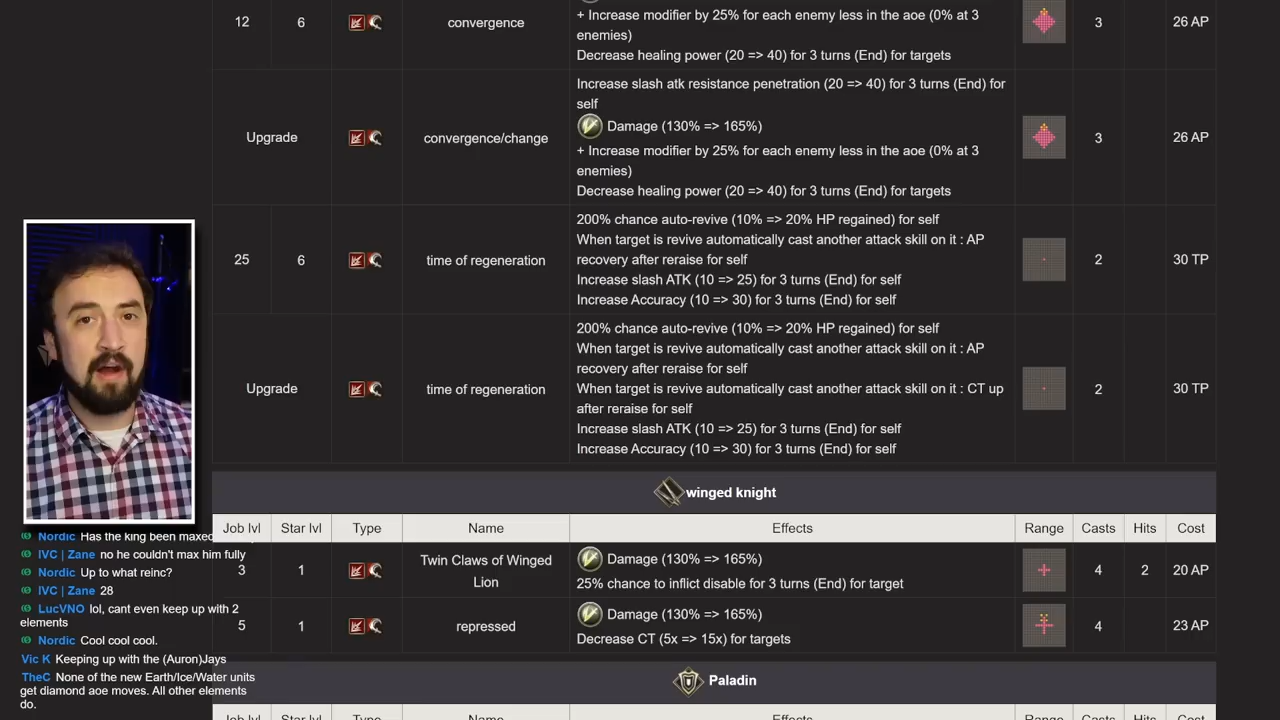 12 6 convergence + Increase modifier by 25% for each enemy less in the aoe (0% at 3
enemies)
Decrease healing power (20 => 40) for 3 turns (End) for targets 3 26 AP
Increase slash atk resistance penetration (20 => 40) for 3 turns (End) for
self
Upgrade convergence/change Damage (130% => 165%) 3 26 AP
+ Increase modifier by 25% for each enemy less in the aoe (0% at 3
enemies)
Decrease healing power (20 => 40) for 3 turns (End) for targets
200% chance auto-revive (10% => 20% HP regained) for self
When target is revive automatically cast another attack skill on it : AP
25 6 time of regeneration recovery after reraise for self 2 30 TP
Increase slash ATK (10 => 25) for 3 turns (End) for self
Increase Accuracy (10 => 30) for 3 turns (End) for self
200% chance auto-revive (10% => 20% HP regained) for self
When target is revive automatically cast another attack skill on it : AP
recovery after reraise for self
Upgrade time of regeneration When target is revive automatically cast another attack skill on it : CT up 2 30 TP
after reraise for self
Increase slash ATK (10 => 25) for 3 turns (End) for self
Increase Accuracy (10 => 30) for 3 turns (End) for self
winged knight
Job lvl Star lvl Type Name Effects Range Casts Hits Cost
3 1 Twin Claws of Winged
Lion Damage (130% => 165%)
25% chance to inflict disable for 3 turns (End) for target 4 2 20 AP
5 1 repressed Damage (130% => 165%)
Decrease CT (5x => 15x) for targets 4 23 AP
Paladin
Job lvl Star lvl Type Name Effects Range Casts Hits Cost
Nordic Has the king been maxed
IVC | Zane no he couldn't max him fully
Nordic Up to what reinc?
IVC | Zane 28
LucVNO lol, cant even keep up with 2
elements
Nordic Cool cool cool.
Vic K Keeping up with the (Auron)Jays
TheC None of the new Earth/Ice/Water units
get diamond aoe moves. All other elements
do.